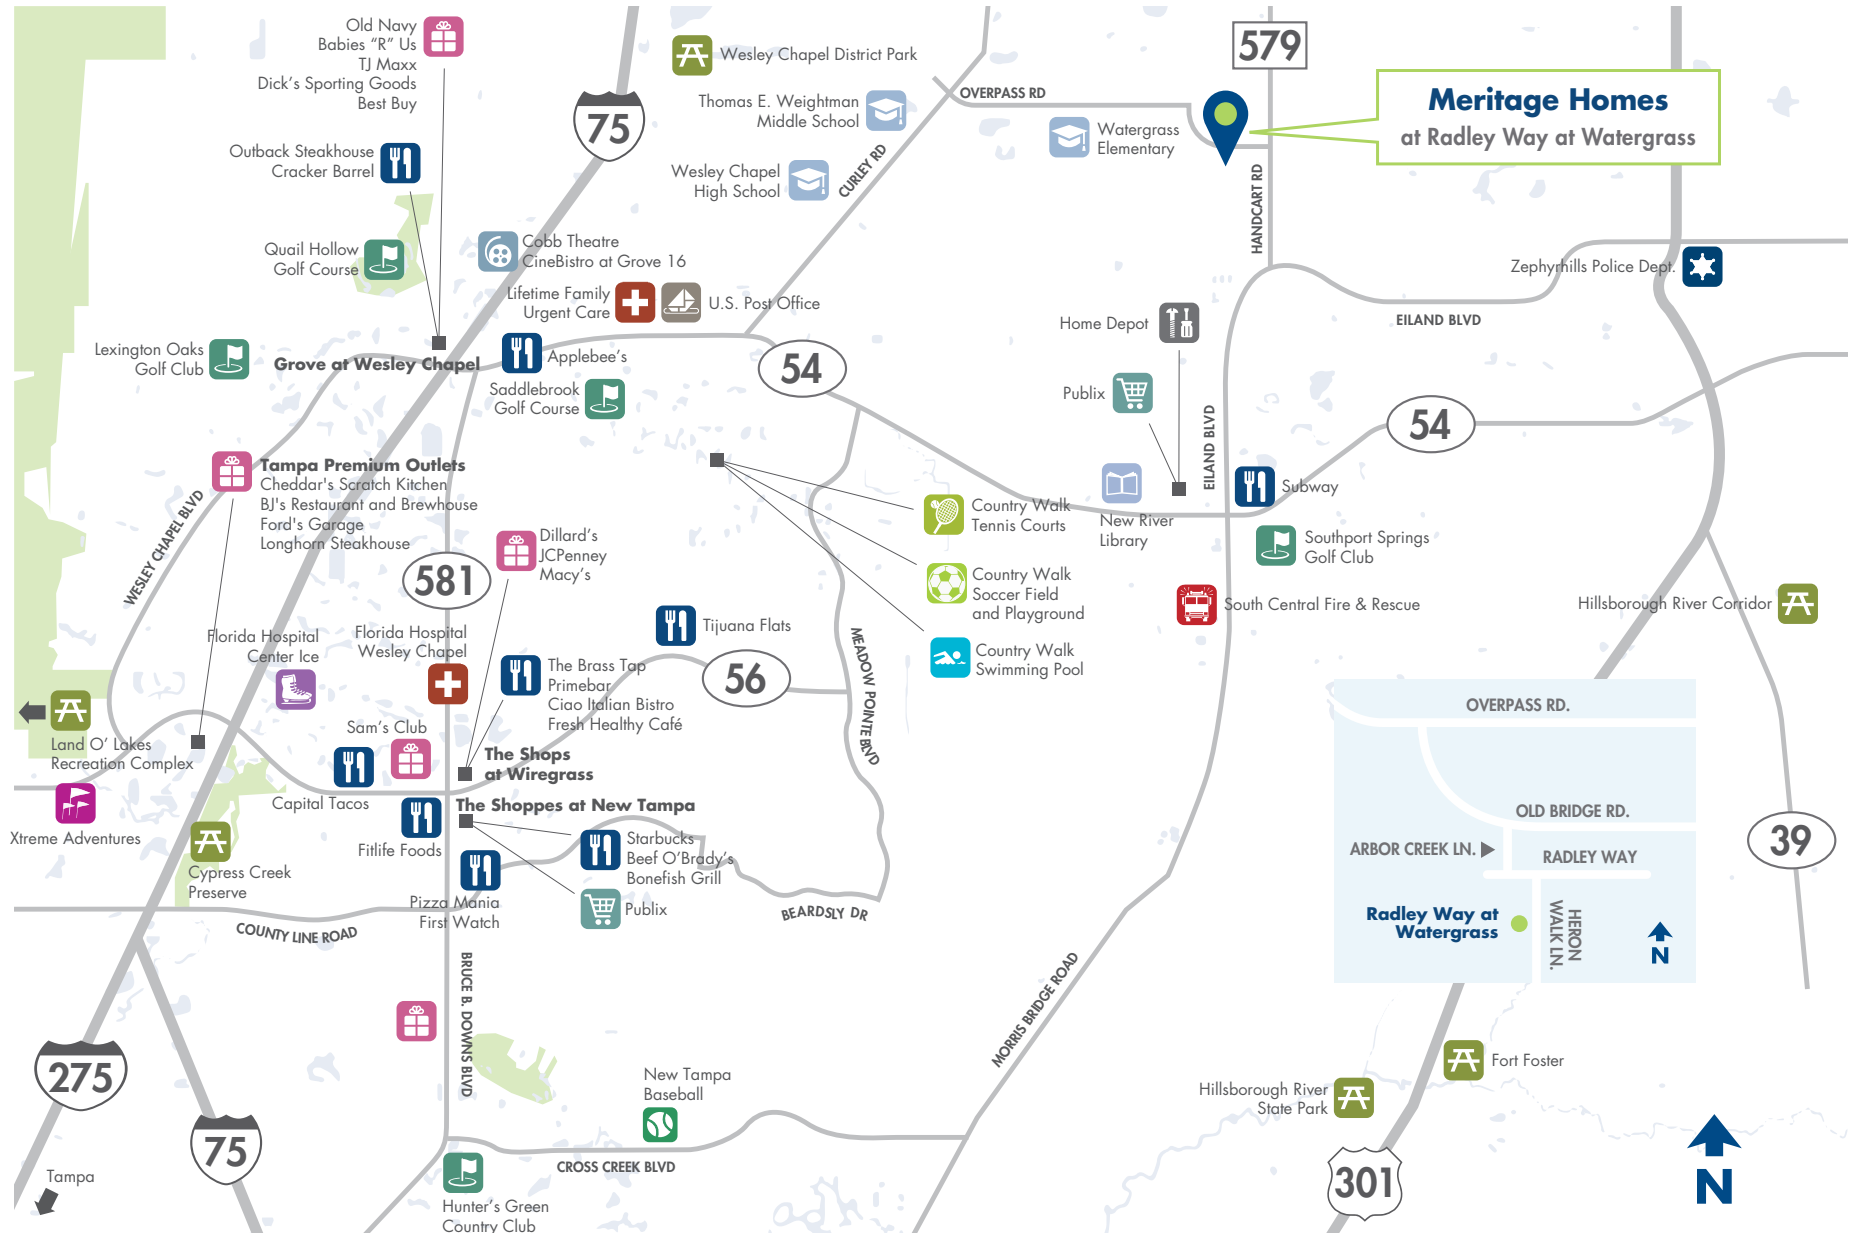 Old Navy
Babies “R” Us
TJ Maxx
Dick’s Sporting Goods
Best Buy
75
Wesley Chapel District Park
Thomas E. Weightman
Middle School
Wesley Chapel
High School
CURLEY RD
OVERPASS RD
Watergrass
Elementary
579
Meritage Homes
at Radley Way at Watergrass
HANDCART RD
Outback Steakhouse
Cracker Barrel
Quail Hollow
Golf Course
Cobb Theatre
CineBistro at Grove 16
Lifetime Family
Urgent Care
U.S. Post Office
Zephyrhills Police Dept.
EILAND BLVD
Home Depot
Publix
Lexington Oaks
Golf Club
Grove at Wesley Chapel
Applebee’s
Saddlebrook
Golf Course
54
54
EILAND BLVD
Tampa Premium Outlets
Cheddar's Scratch Kitchen
BJ's Restaurant and Brewhouse
Ford's Garage
Longhorn Steakhouse
WESLEY CHAPEL BLVD
581
Dillard’s
JCPenney
Macy’s
Country Walk
Tennis Courts
Country Walk
Soccer Field
and Playground
Country Walk
Swimming Pool
New River
Library
Subway
Southport Springs
Golf Club
South Central Fire & Rescue
Hillsborough River Corridor
Florida Hospital
Center Ice
Florida Hospital
Wesley Chapel
Tijuana Flats
56
MEADOW POINTE BLVD
The Brass Tap
Primebar
Ciao Italian Bistro
Fresh Healthy Café
Land O’ Lakes
Recreation Complex
Sam’s Club
The Shops
at Wiregrass
Capital Tacos
The Shoppes at New Tampa
Xtreme Adventures
Fitlife Foods
Starbucks
Beef O’Brady’s
Bonefish Grill
Cypress Creek
Preserve
Pizza Mania
First Watch
Publix
BEARDSLY DR
COUNTY LINE ROAD
BRUCE B. DOWNS BLVD
MORRIS BRIDGE ROAD
OVERPASS RD.
OLD BRIDGE RD.
ARBOR CREEK LN.
RADLEY WAY
Radley Way at
Watergrass
HERON
WALK LN.
N
39
275
75
Tampa
New Tampa
Baseball
CROSS CREEK BLVD
Hunter’s Green
Country Club
Fort Foster
Hillsborough River
State Park
301
N